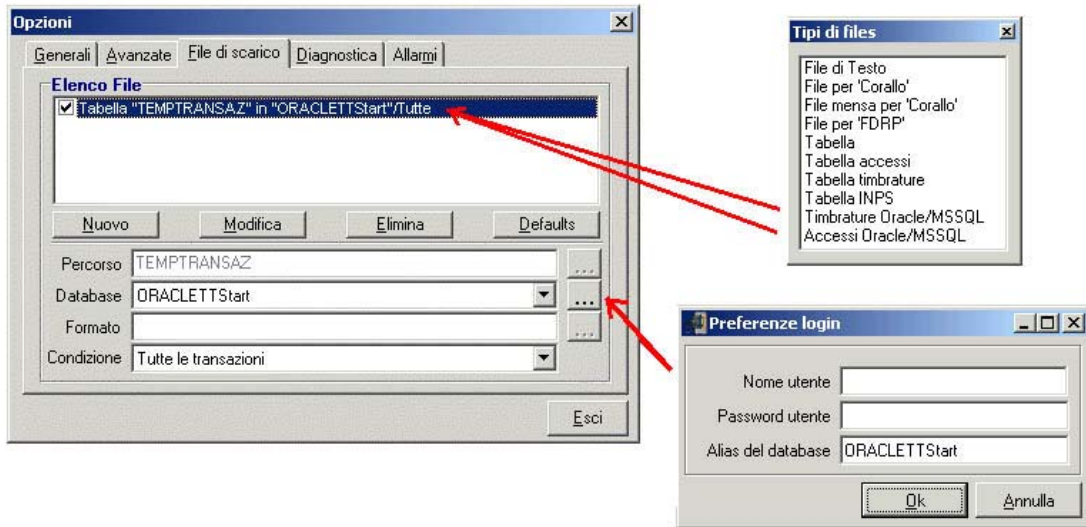 Opzioni
Generali Avanzate File di scarico Diagnostica Allarmi
Elenco File
Tabella "TEMPTRANSAZ" in "ORACLETTStart"/Tutte
Nuovo Modifica Elimina Defaults
Percorso TEMPTRANSAZ ...
Database ORACLETTStart ...
Formato ...
Condizione Tutte le transazioni
Esci
Tipi di files
File di Testo
File per 'Corallo'
File mensa per 'Corallo'
File per 'FDRP'
Tabella
Tabella accessi
Tabella timbrature
Tabella INPS
Timbrature Oracle/MSSQL
Accessi Oracle/MSSQL
Preferenze login
Nome utente
Password utente
Alias del database ORACLETTStart
Ok Annulla